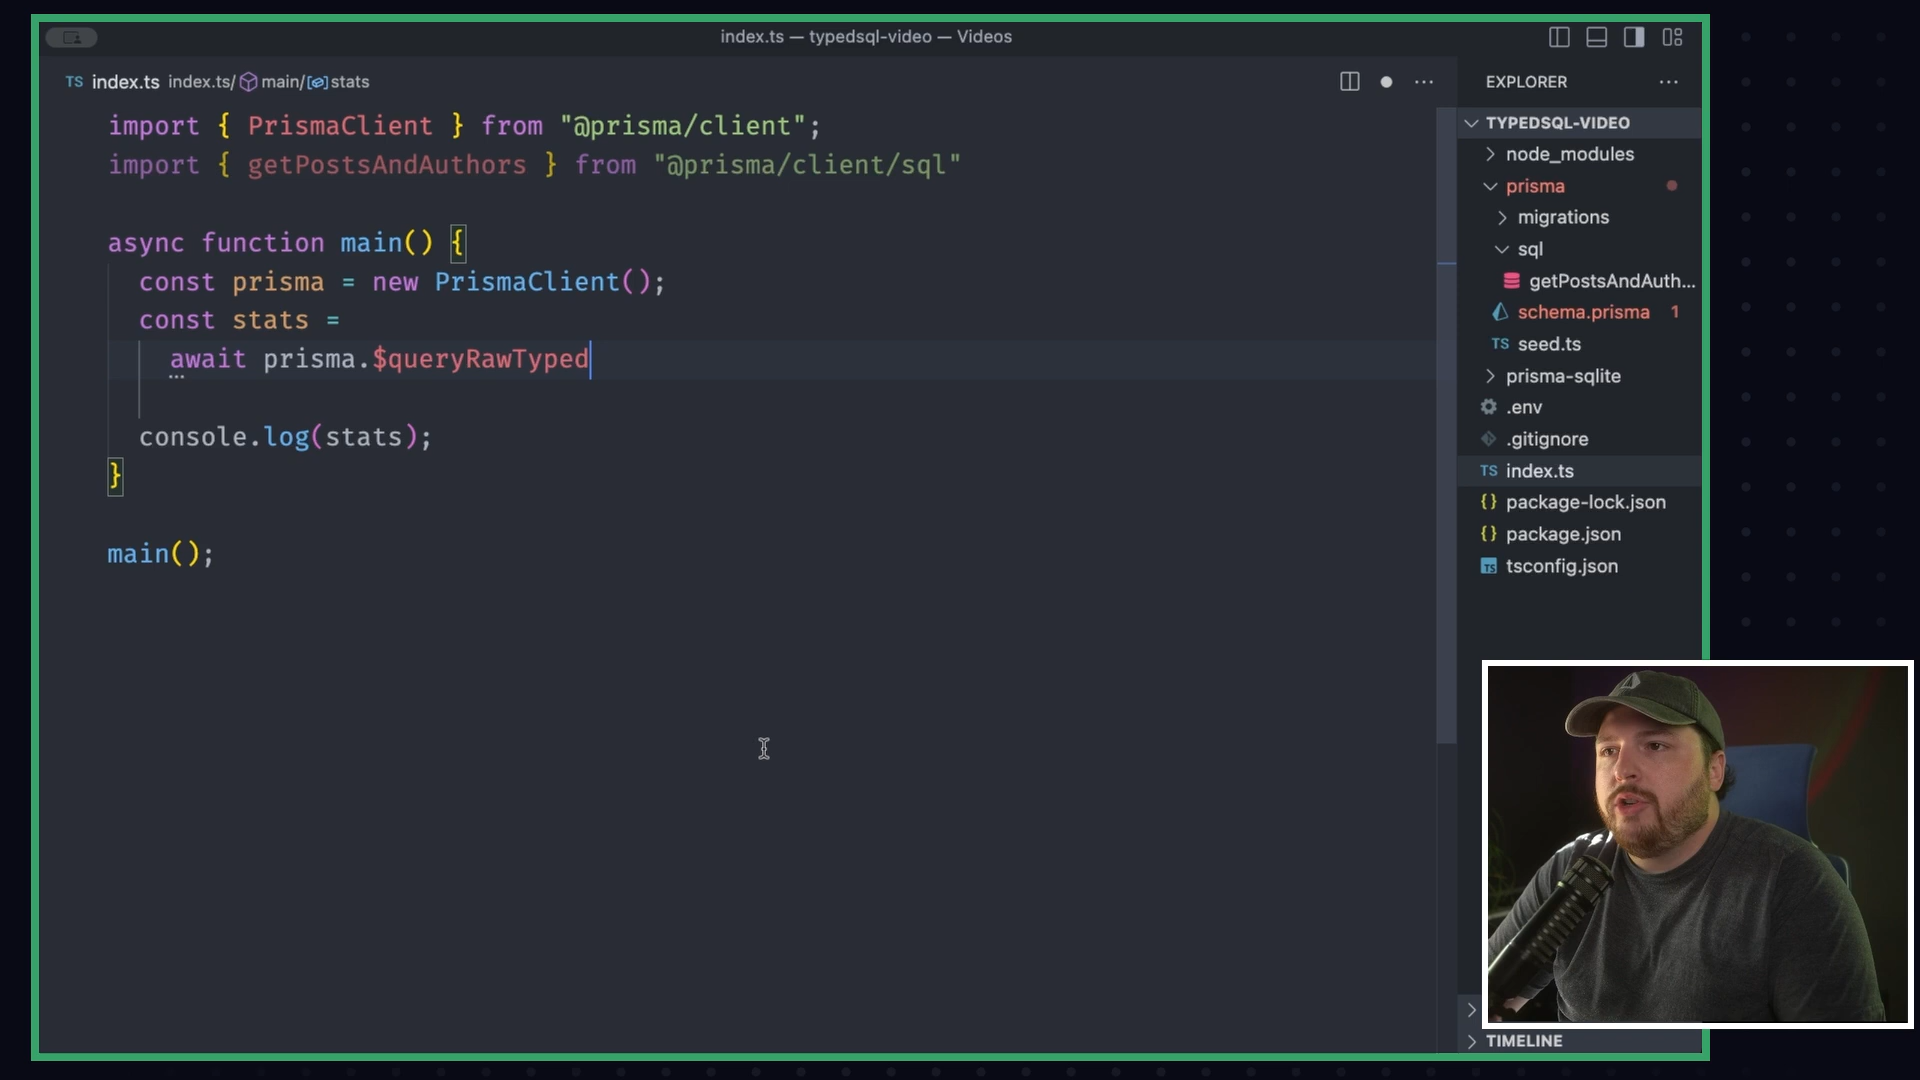 index.ts — typedsql-video — Videos
TS index.ts index.ts/ main/ stats
import { PrismaClient } from "@prisma/client";
import { getPostsAndAuthors } from "@prisma/client/sql"
async function main() {
const prisma = new PrismaClient();
const stats =
await prisma.$queryRawTyped
console.log(stats);
}
main();
EXPLORER
TYPEDSQL-VIDEO
node_modules
prisma
migrations
sql
getPostsAndAuth...
schema.prisma 1
TS seed.ts
prisma-sqlite
.env
.gitignore
TS index.ts
{} package-lock.json
{} package.json
TS tsconfig.json
TIMELINE